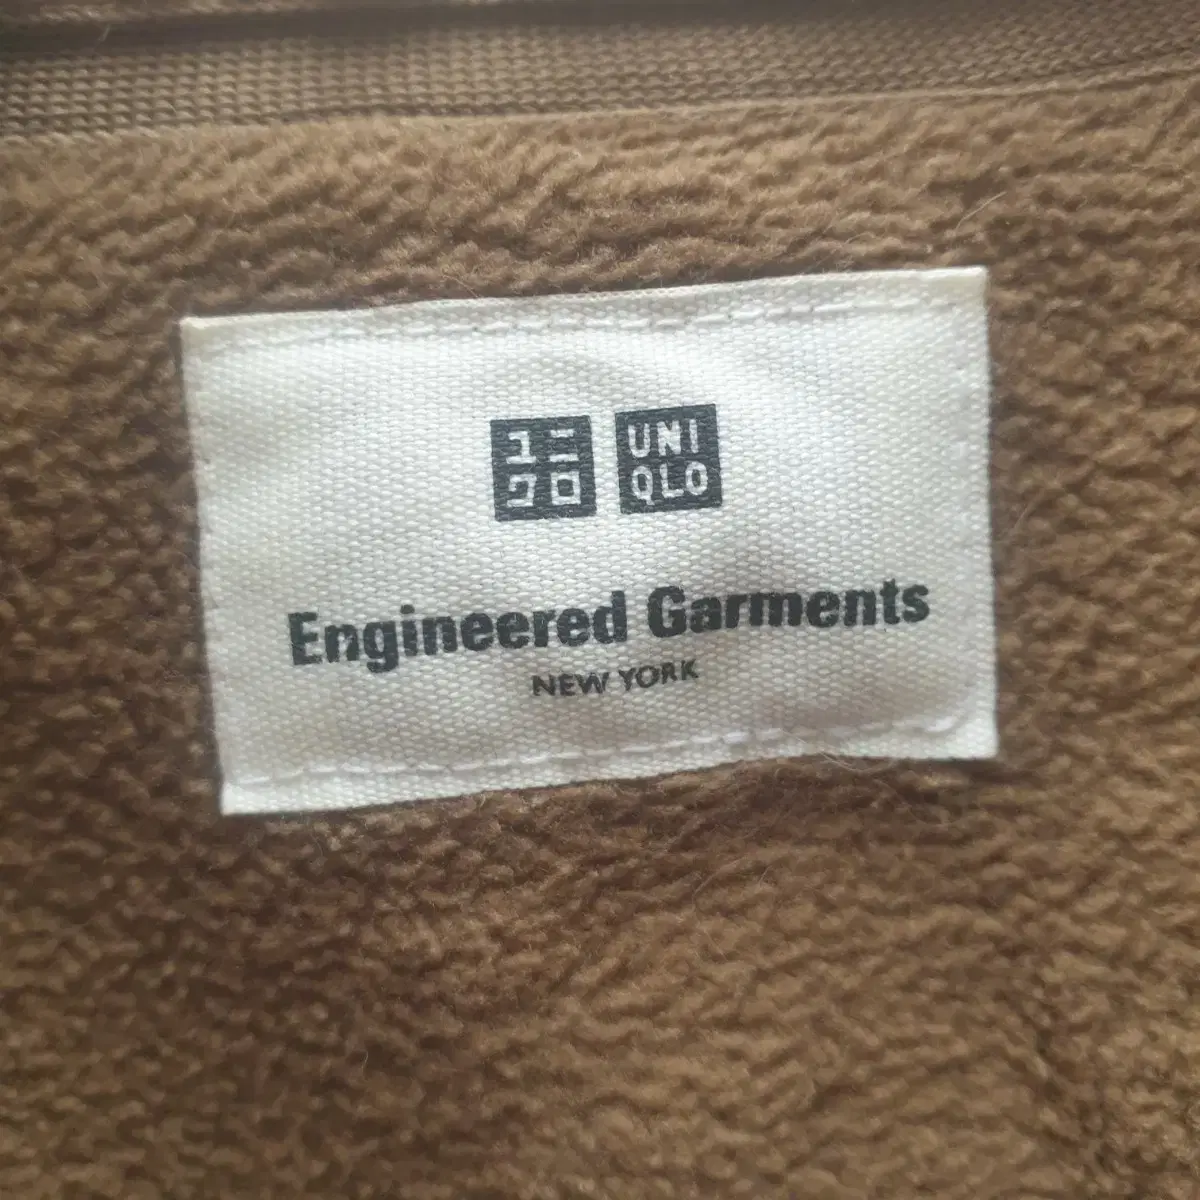 ユニ
クロ
UNI
QLO
Engineered Garments
NEW YORK